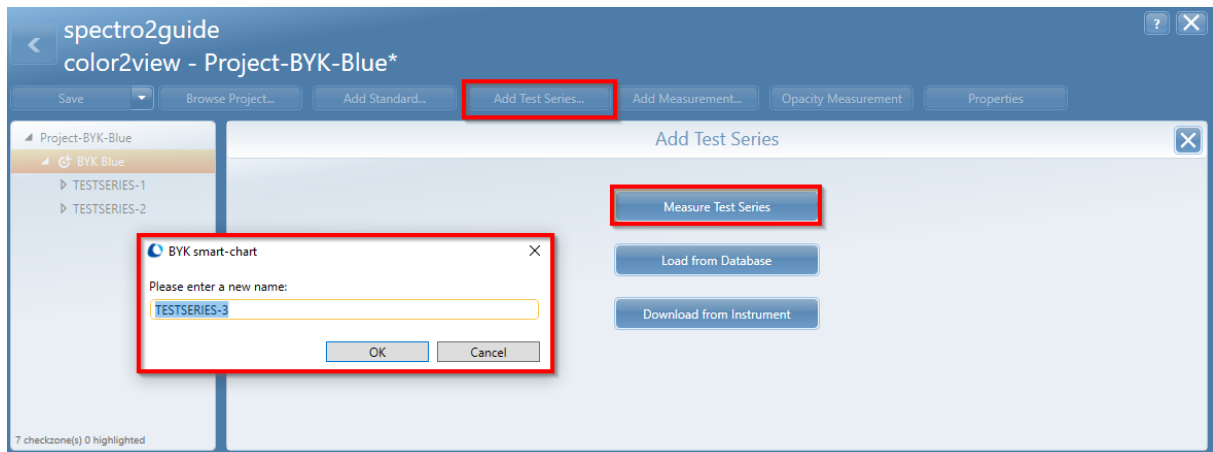 spectro2guide
color2view - Project-BYK-Blue*
?
Save
Browse Project...
Add Standard...
Add Test Series...
Add Measurement...
Opacity Measurement
Properties
Project-BYK-Blue
BYK Blue
TESTSERIES-1
TESTSERIES-2
Add Test Series
Measure Test Series
Load from Database
Download from Instrument
BYK smart-chart
Please enter a new name:
TESTSERIES-3
OK
Cancel
7 checkzone(s) 0 highlighted